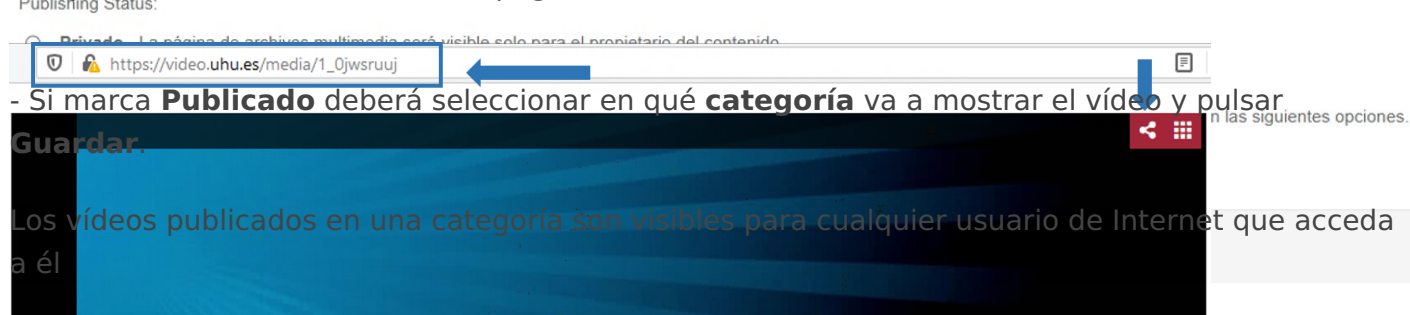 Publishing Status:
Privado - La página de archivos multimedia será visible solo para el propietario del contenido.
https://video.uhu.es/media/1_0jwsruuj
- Si marca Publicado deberá seleccionar en qué categoría va a mostrar el vídeo y pulsar
n las siguientes opciones.
Guardar.
Los vídeos publicados en una categoría son visibles para cualquier usuario de Internet que acceda
a él